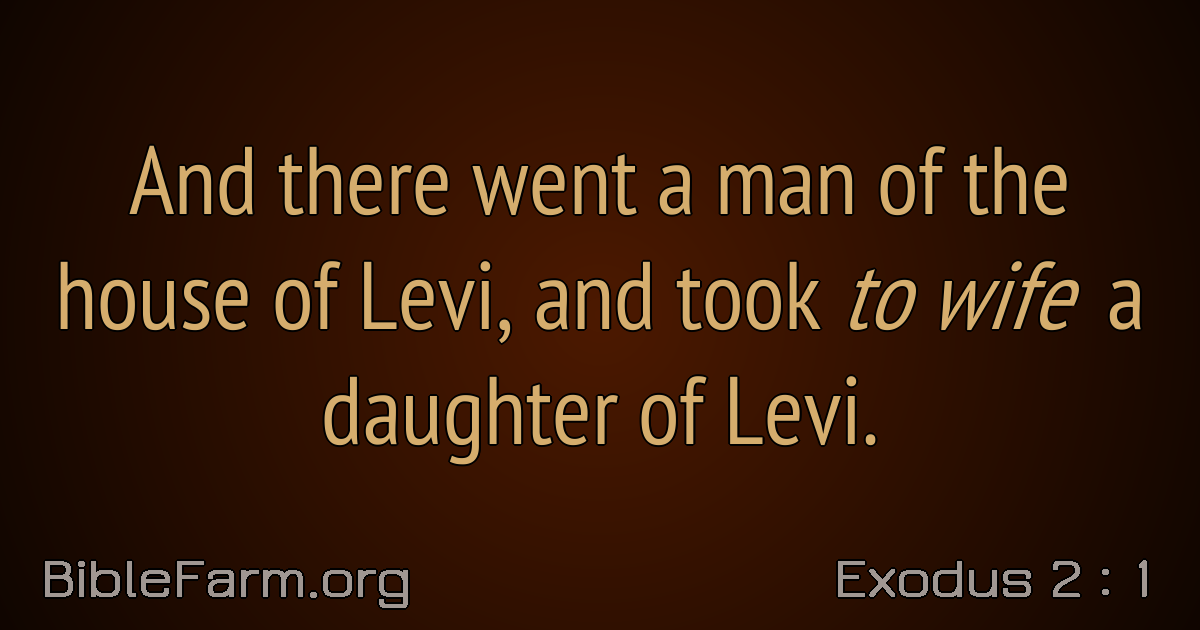 And there went a man of the
house of Levi, and took to wife a
daughter of Levi.
BibleFarm.org
Exodus 2 : 1